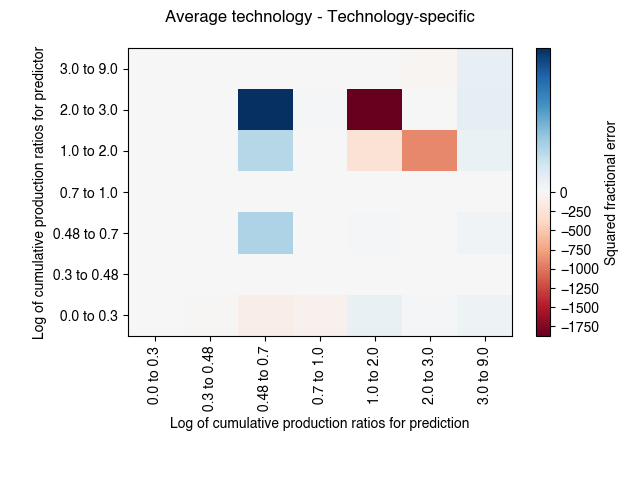 Average technology - Technology-specific
Log of cumulative production ratios for predictor
3.0 to 9.0
2.0 to 3.0
1.0 to 2.0
0.7 to 1.0
0.48 to 0.7
0.3 to 0.48
0.0 to 0.3
0.0 to 0.3
0.3 to 0.48
0.48 to 0.7
0.7 to 1.0
1.0 to 2.0
2.0 to 3.0
3.0 to 9.0
Log of cumulative production ratios for prediction
0
−250
−500
−750
−1000
−1250
−1500
−1750
Squared fractional error